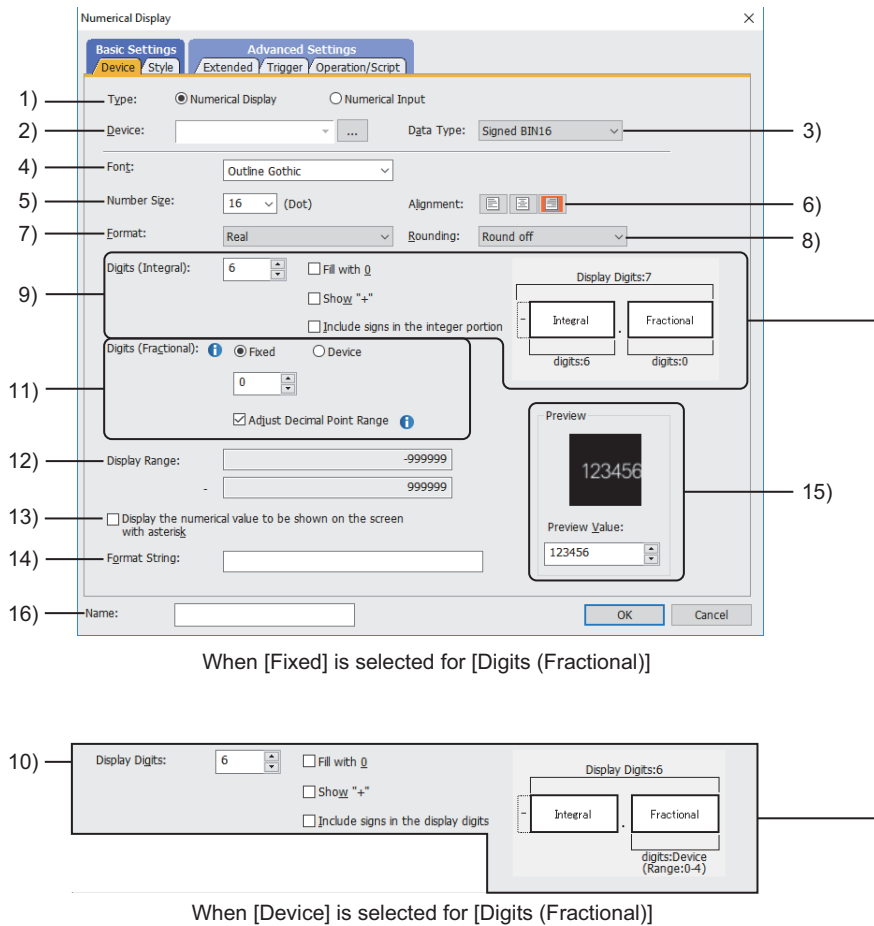 Numerical Display
Basic Settings Advanced Settings
Device Style Extended Trigger Operation/Script
1) Type: Numerical Display Numerical Input
2) Device: ... Data Type: Signed BIN16 3)
4) Font: Outline Gothic
5) Number Size: 16 (Dot) Alignment: 6)
7) Format: Real Rounding: Round off 8)
9) Digits (Integral): 6 Fill with 0
Show "+"
Include signs in the integer portion
Display Digits:7
- Integral . Fractional
digits:6 digits:0
11) Digits (Fractional): Fixed Device
0
Adjust Decimal Point Range
12) Display Range: -999999
- 999999
13) Display the numerical value to be shown on the screen
with asterisk
14) Format String:
Preview
123456
15)
Preview Value:
123456
16) Name: OK Cancel
When [Fixed] is selected for [Digits (Fractional)]
10) Display Digits: 6 Fill with 0
Show "+"
Include signs in the display digits
Display Digits:6
- Integral . Fractional
digits:Device
(Range:0-4)
When [Device] is selected for [Digits (Fractional)]